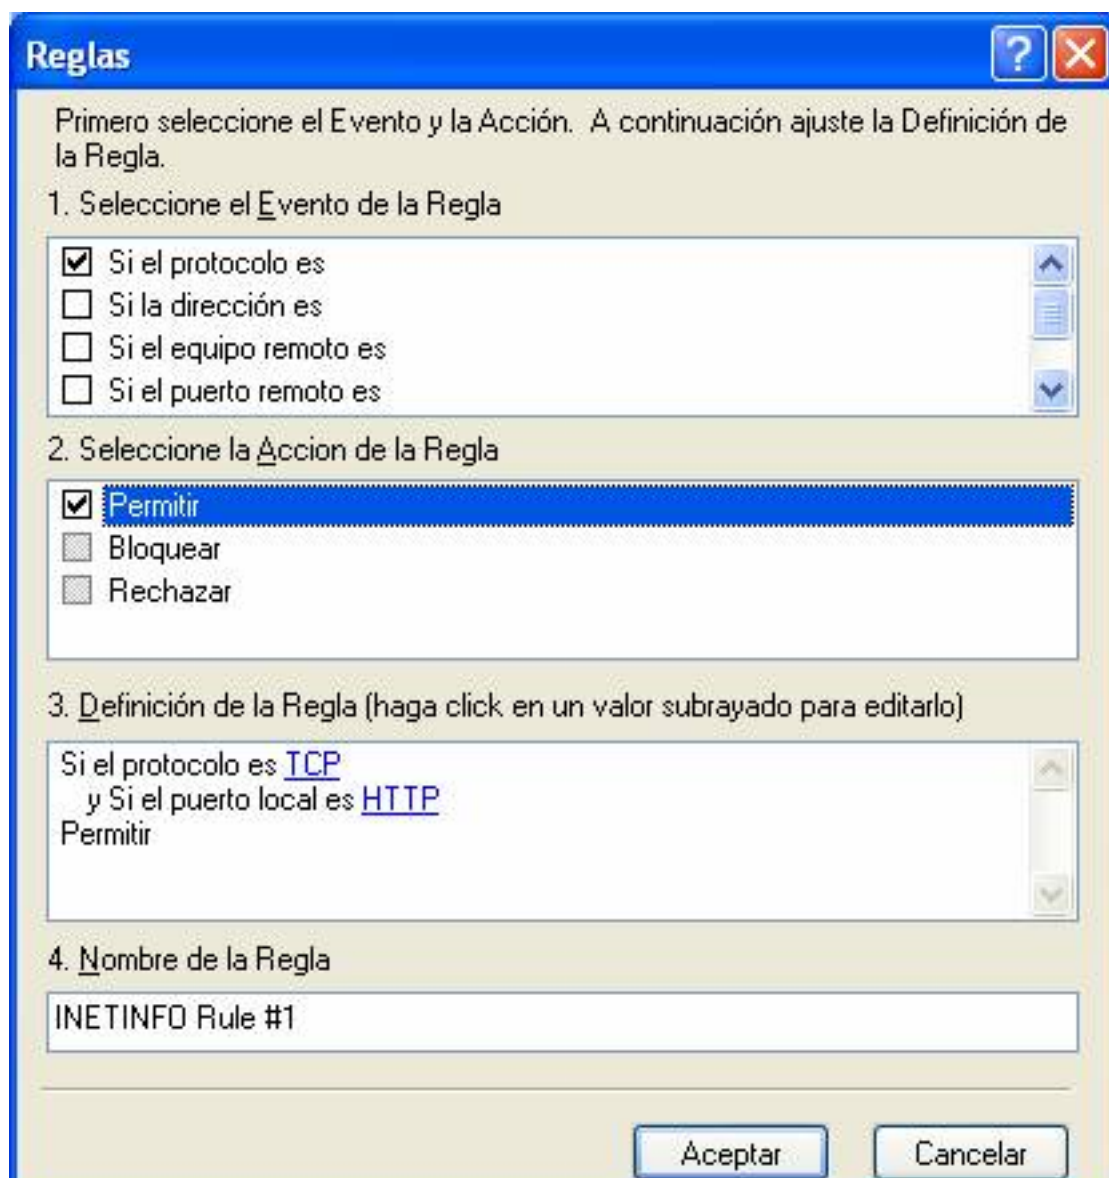 Reglas
Primero seleccione el Evento y la Acción. A continuación ajuste la Definición de
la Regla.
1. Seleccione el Evento de la Regla
Si el protocolo es
Si la dirección es
Si el equipo remoto es
Si el puerto remoto es
2. Seleccione la Accion de la Regla
Permitir
Bloquear
Rechazar
3. Definición de la Regla (haga click en un valor subrayado para editarlo)
Si el protocolo es TCP
y Si el puerto local es HTTP
Permitir
4. Nombre de la Regla
INETINFO Rule #1
Aceptar Cancelar